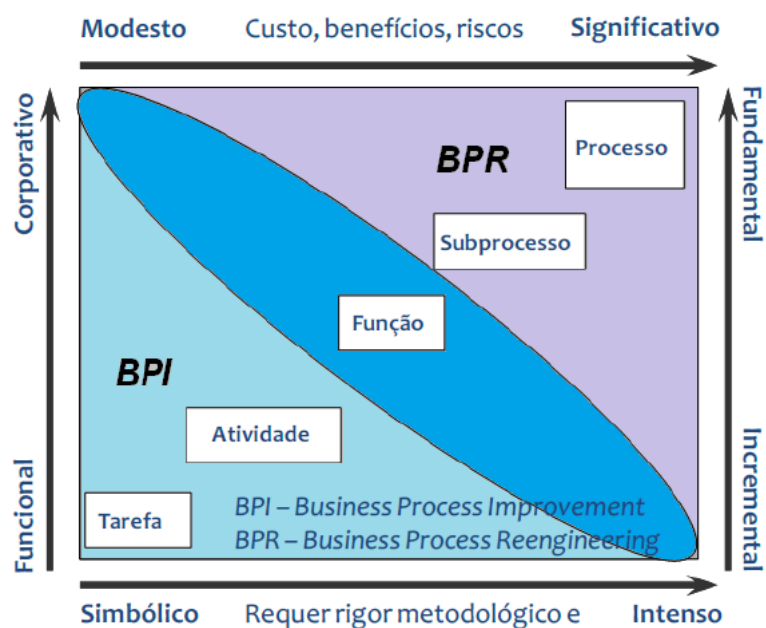 Modesto Custo, benefícios, riscos Significativo
Corporativo
Fundamental
BPR
Processo
Subprocesso
Função
BPI
Atividade
Funcional
Incremental
Tarefa
BPI – Business Process Improvement
BPR – Business Process Reengineering
Simbólico Requer rigor metodológico e Intenso